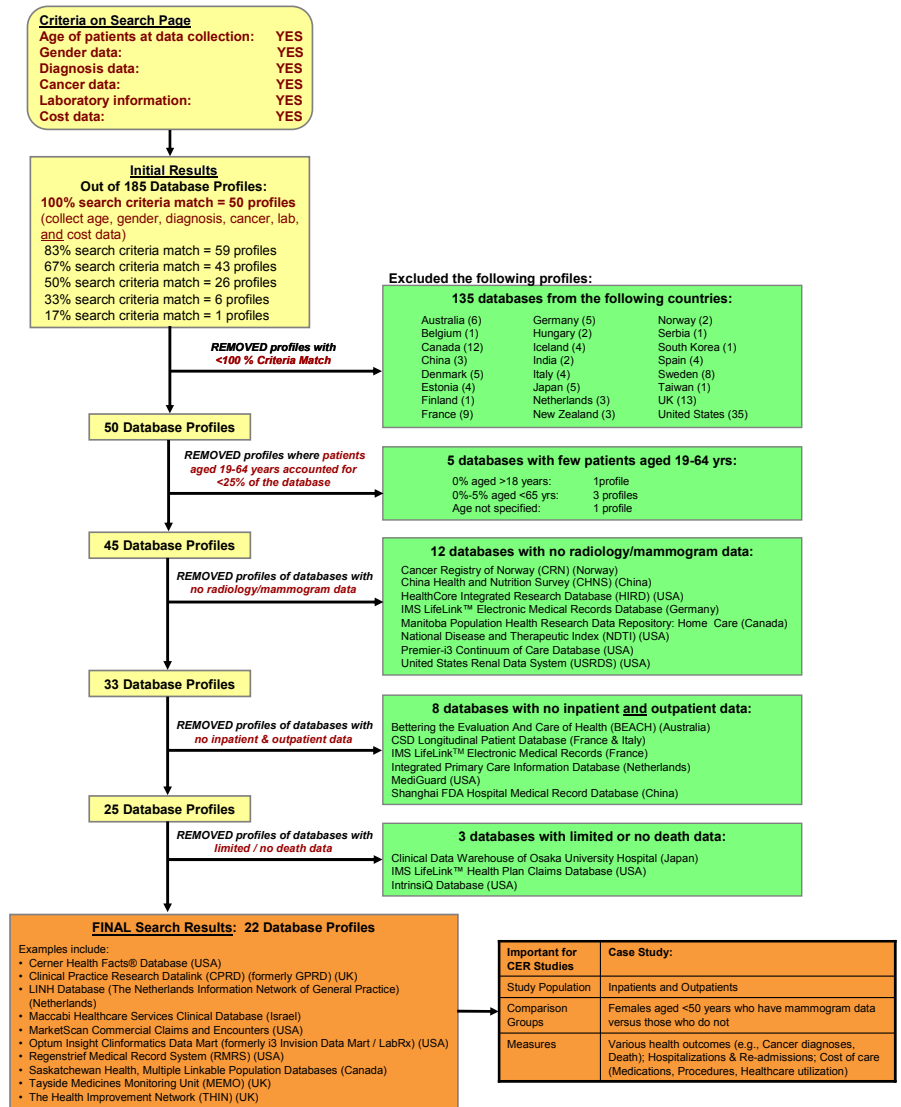 Criteria on Search Page
Age of patients at data collection: YES
Gender data: YES
Diagnosis data: YES
Cancer data: YES
Laboratory information: YES
Cost data: YES
Initial Results
Out of 185 Database Profiles:
100% search criteria match = 50 profiles
(collect age, gender, diagnosis, cancer, lab,
and cost data)
83% search criteria match = 59 profiles
67% search criteria match = 43 profiles
50% search criteria match = 26 profiles
33% search criteria match = 6 profiles
17% search criteria match = 1 profiles
REMOVED profiles with
<100 % Criteria Match
Excluded the following profiles:
135 databases from the following countries:
Australia (6) Germany (5) Norway (2)
Belgium (1) Hungary (2) Serbia (1)
Canada (12) Iceland (4) South Korea (1)
China (3) India (2) Spain (4)
Denmark (5) Italy (4) Sweden (8)
Estonia (4) Japan (5) Taiwan (1)
Finland (1) Netherlands (3) UK (13)
France (9) New Zealand (3) United States (35)
50 Database Profiles
REMOVED profiles where patients
aged 19-64 years accounted for
<25% of the database
5 databases with few patients aged 19-64 yrs:
0% aged >18 years: 1profile
0%-5% aged <65 yrs: 3 profiles
Age not specified: 1 profile
45 Database Profiles
REMOVED profiles of databases with
no radiology/mammogram data
12 databases with no radiology/mammogram data:
Cancer Registry of Norway (CRN) (Norway)
China Health and Nutrition Survey (CHNS) (China)
HealthCore Integrated Research Database (HIRD) (USA)
IMS LifeLink™ Electronic Medical Records Database (Germany)
Manitoba Population Health Research Data Repository: Home Care (Canada)
National Disease and Therapeutic Index (NDTI) (USA)
Premier-i3 Continuum of Care Database (USA)
United States Renal Data System (USRDS) (USA)
33 Database Profiles
REMOVED profiles of databases with
no inpatient & outpatient data
8 databases with no inpatient and outpatient data:
Bettering the Evaluation And Care of Health (BEACH) (Australia)
CSD Longitudinal Patient Database (France & Italy)
IMS LifeLink™ Electronic Medical Records (France)
Integrated Primary Care Information Database (Netherlands)
MediGuard (USA)
Shanghai FDA Hospital Medical Record Database (China)
25 Database Profiles
REMOVED profiles of databases with
limited / no death data
3 databases with limited or no death data:
Clinical Data Warehouse of Osaka University Hospital (Japan)
IMS LifeLink™ Health Plan Claims Database (USA)
IntrinsiQ Database (USA)
FINAL Search Results: 22 Database Profiles
Examples include:
• Cerner Health Facts® Database (USA)
• Clinical Practice Research Datalink (CPRD) (formerly GPRD) (UK)
• LINH Database (The Netherlands Information Network of General Practice)
(Netherlands)
• Maccabi Healthcare Services Clinical Database (Israel)
• MarketScan Commercial Claims and Encounters (USA)
• Optum Insight Clinformatics Data Mart (formerly i3 Invision Data Mart / LabRx) (USA)
• Regenstrief Medical Record System (RMRS) (USA)
• Saskatchewan Health, Multiple Linkable Population Databases (Canada)
• Tayside Medicines Monitoring Unit (MEMO) (UK)
• The Health Improvement Network (THIN) (UK)
Important for Case Study:
CER Studies
Study Population Inpatients and Outpatients
Comparison Females aged <50 years who have mammogram data
Groups versus those who do not
Measures Various health outcomes (e.g., Cancer diagnoses,
Death); Hospitalizations & Re-admissions; Cost of care
(Medications, Procedures, Healthcare utilization)